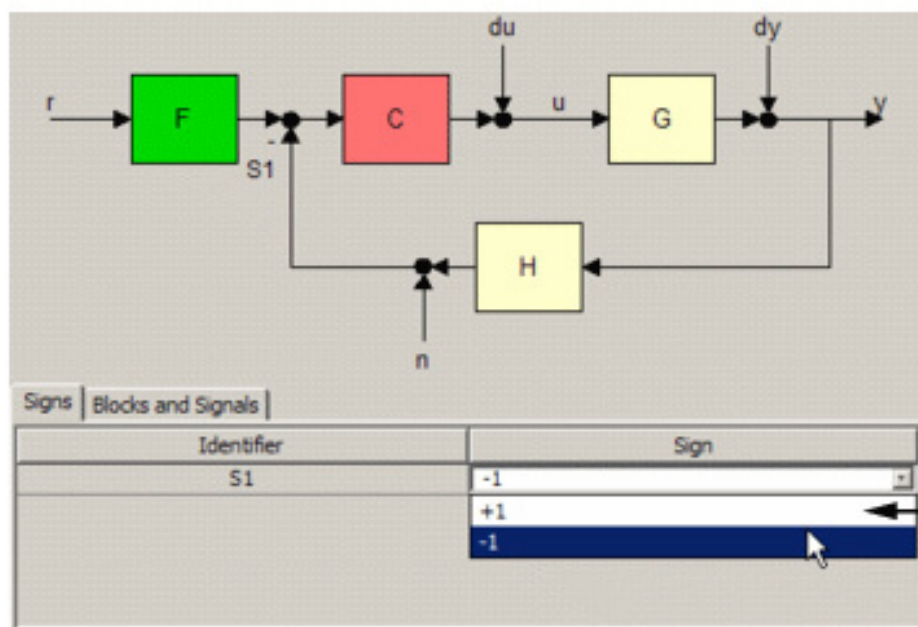 du
dy
r
F
C
u
G
y
-
S1
H
n
Signs
Blocks and Signals
Identifier
Sign
S1
-1
+1
-1